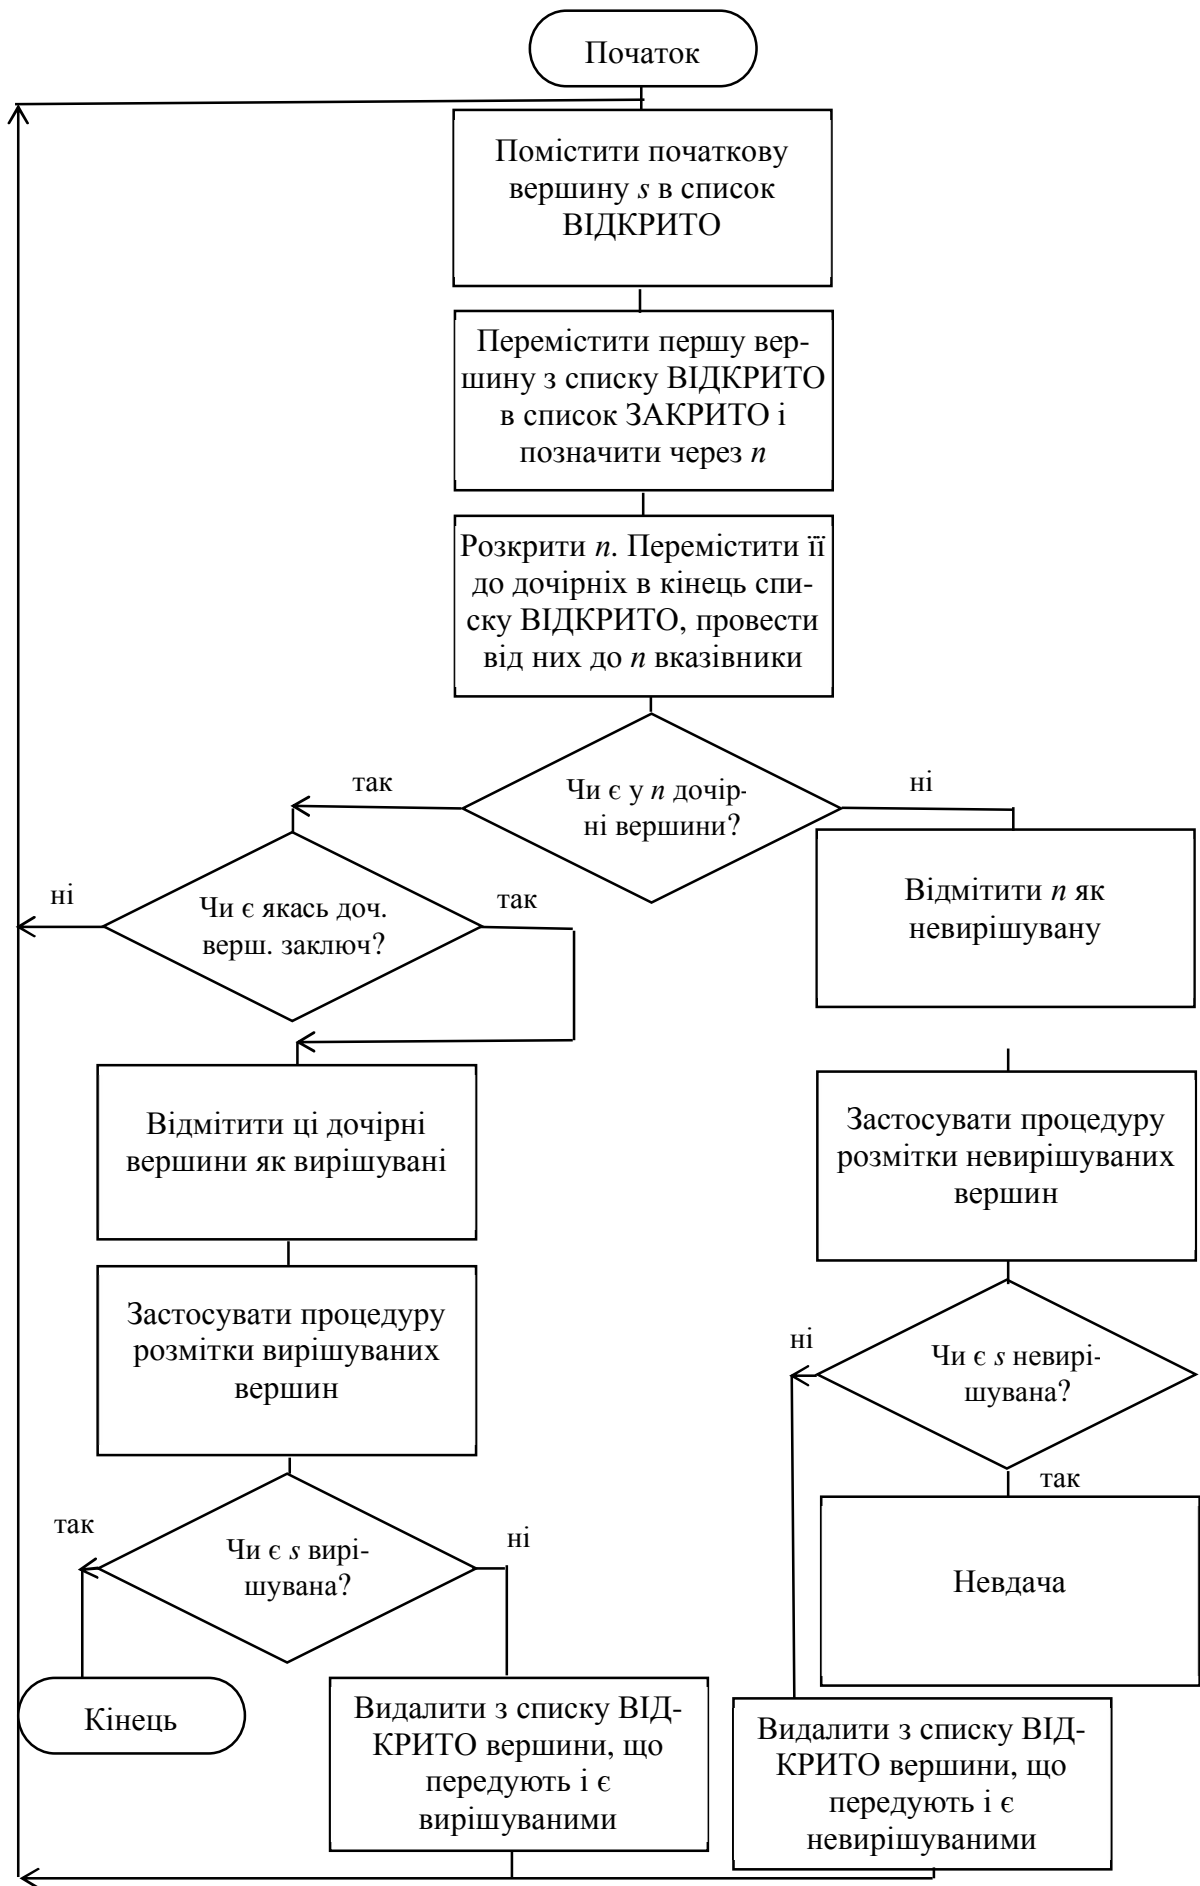 Початок
Помістити початкову
вершину s в список
ВІДКРИТО
Перемістити першу вер-
шину з списку ВІДКРИТО
в список ЗАКРИТО і
позначити через n
Розкрити n. Перемістити її
до дочірніх в кінець спи-
ску ВІДКРИТО, провести
від них до n вказівники
так
Чи є у n дочір-
ні вершини?
ні
ні
Чи є якась доч.
верш. заключ?
так
Відмітити n як
невирішувану
Відмітити ці дочірні
вершини як вирішувані
Застосувати процедуру
розмітки невирішуваних
вершин
Застосувати процедуру
розмітки вирішуваних
вершин
ні
Чи є s невирі-
шувана?
так
так
Чи є s вирі-
шувана?
ні
Невдача
Кінець
Видалити з списку ВІД-
КРИТО вершини, що
передують і є
вирішуваними
Видалити з списку ВІД-
КРИТО вершини, що
передують і є
невирішуваними